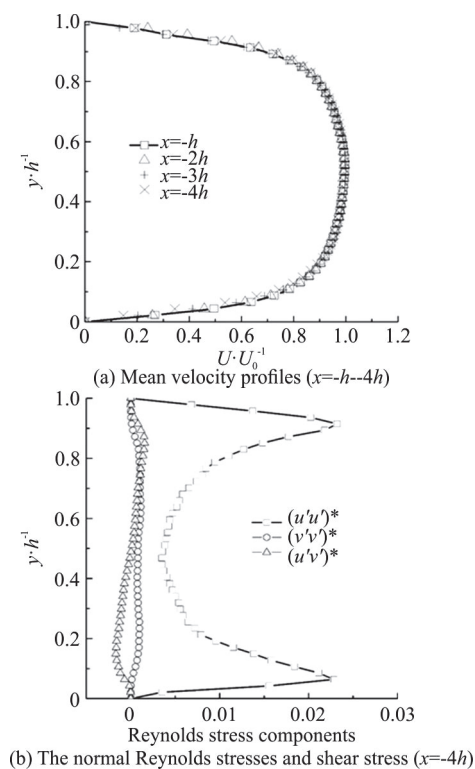 1.0
0.8
0.6
0.4
0.2
0
y·h⁻¹
x=-h
x=-2h
x=-3h
x=-4h
0 0.2 0.4 0.6 0.8 1.0 1.2
U·U₀⁻¹
(a) Mean velocity profiles (x=-h--4h)
1.0
0.8
0.6
0.4
0.2
0
y·h⁻¹
(u'u')*
(v'v')*
(u'v')*
0 0.01 0.02 0.03
Reynolds stress components
(b) The normal Reynolds stresses and shear stress (x=-4h)